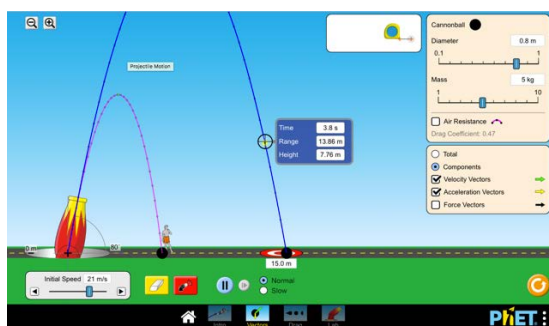 Cannonball
Diameter
0.8 m
0.1
1
Mass
5 kg
1
10
Air Resistance
Drag Coefficient: 0.47
Projectile Motion
Time
3.8 s
Range
13.86 m
Height
7.76 m
Total
Components
Velocity Vectors
Acceleration Vectors
Force Vectors
0 m
80°
15.0 m
Initial Speed
21 m/s
Normal
Slow
Intro
Vectors
Drag
Lab
PhET